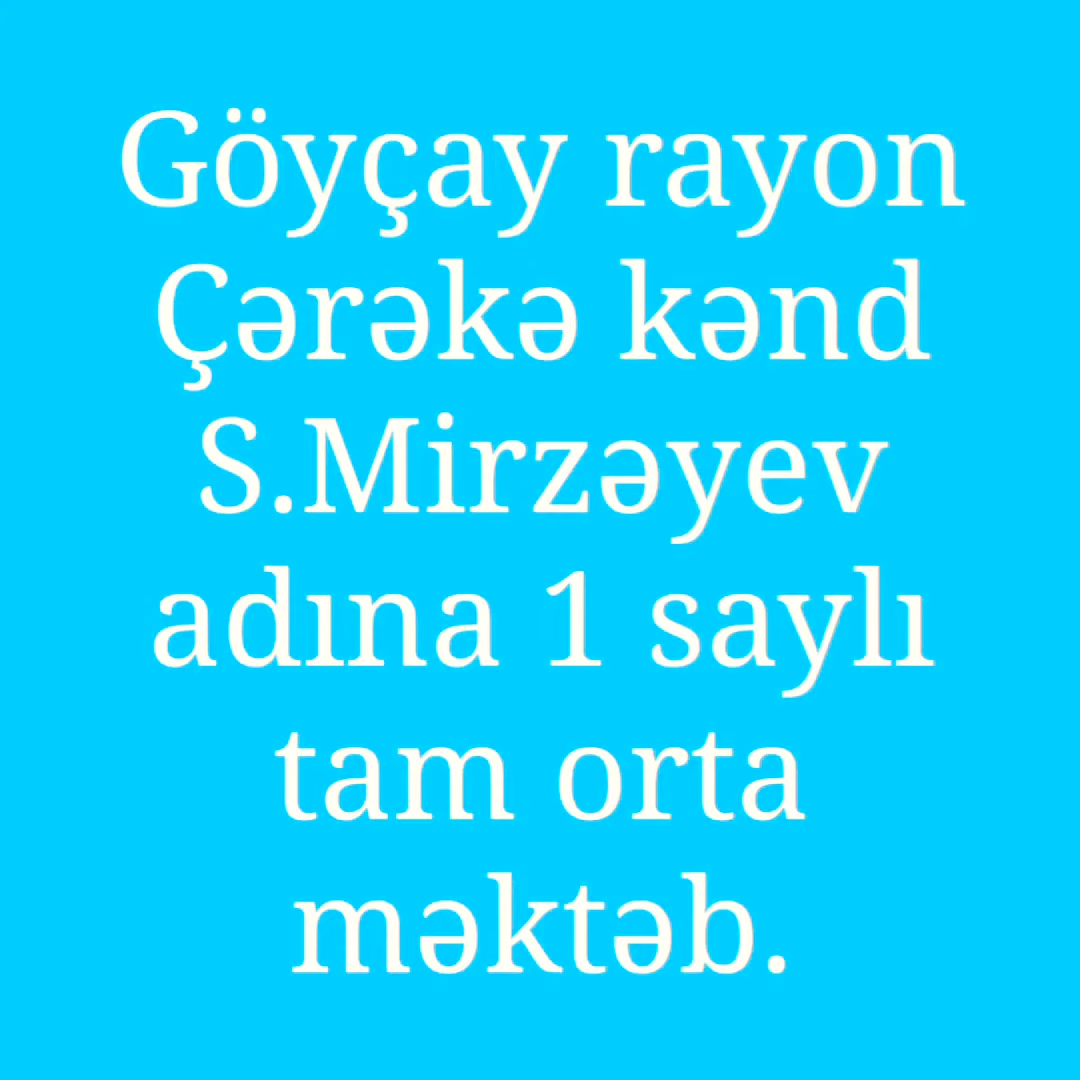 Göyçay rayon
Çərəkə kənd
S.Mirzəyev
adına 1 saylı
tam orta
məktəb.